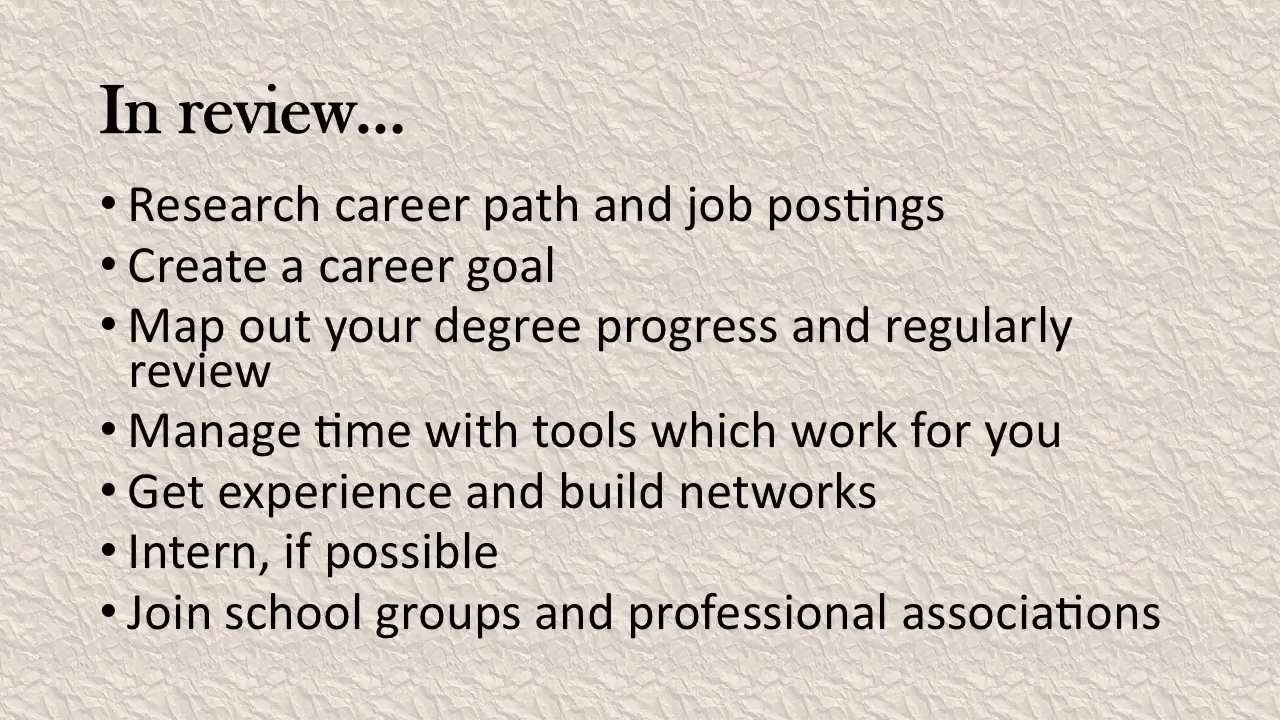 In review...
• Research career path and job postings
• Create a career goal
• Map out your degree progress and regularly
review
• Manage time with tools which work for you
• Get experience and build networks
• Intern, if possible
• Join school groups and professional associations